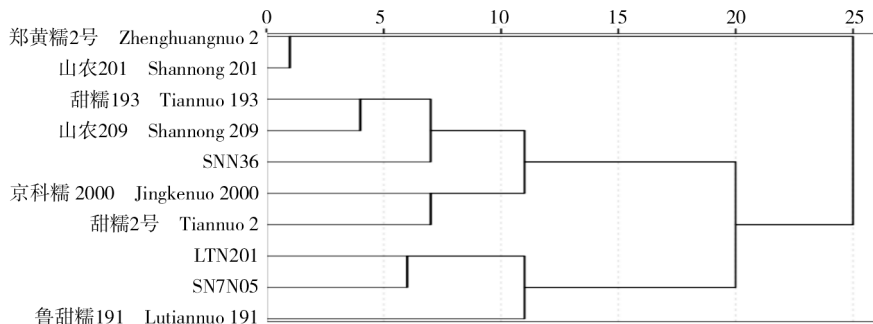 0 5 10 15 20 25
郑黄糯2号 Zhenghuangnuo 2
山农201 Shannong 201
甜糯193 Tiannuo 193
山农209 Shannong 209
SNN36
京科糯 2000 Jingkenuo 2000
甜糯2号 Tiannuo 2
LTN201
SN7N05
鲁甜糯191 Lutiannuo 191